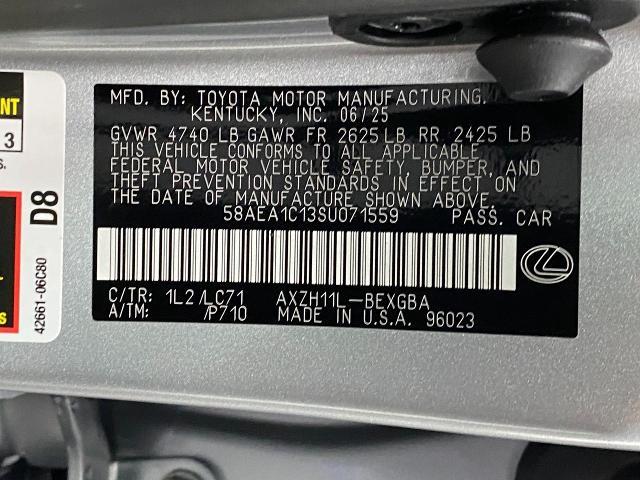 MFD. BY: TOYOTA MOTOR MANUFACTURING,
KENTUCKY, INC. 06/25
GVWR 4740 LB GAWR FR 2625 LB RR 2425 LB
THIS VEHICLE CONFORMS TO ALL APPLICABLE
FEDERAL MOTOR VEHICLE SAFETY, BUMPER, AND
THEFT PREVENTION STANDARDS IN EFFECT ON
THE DATE OF MANUFACTURE SHOWN ABOVE.
58AEA1C13SU071559 PASS. CAR
C/TR: 1L2/LC71 AXZH11L-BEXGBA
A/TM: /P710 MADE IN U.S.A. 96023
NT
3
S.
D8
42661-06C80
s